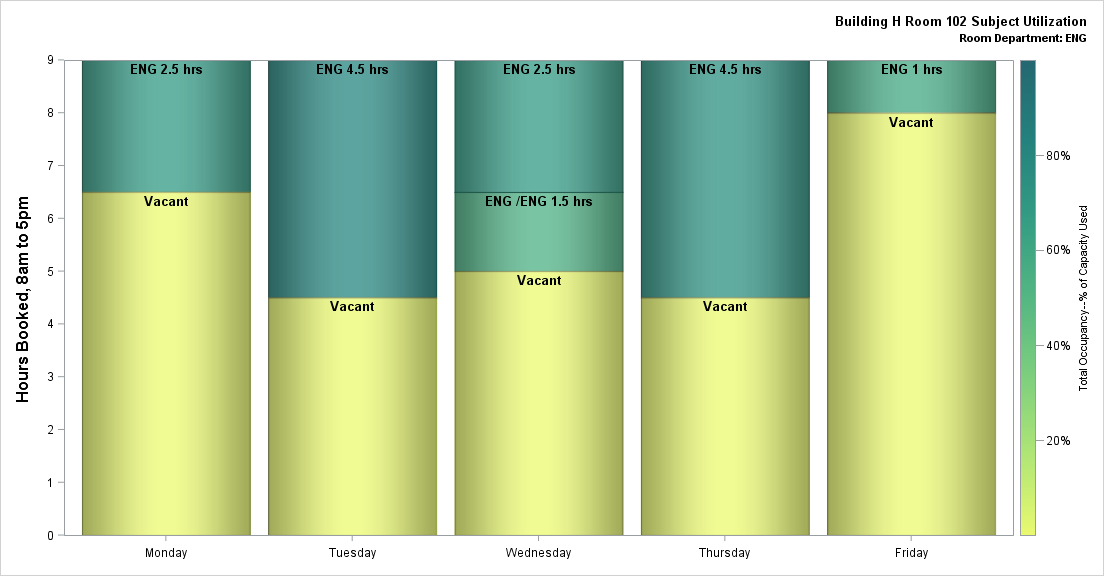 Building H Room 102 Subject Utilization
Room Department: ENG
Hours Booked, 8am to 5pm
9
8
7
6
5
4
3
2
1
0
ENG 2.5 hrs
Vacant
ENG 4.5 hrs
Vacant
ENG 2.5 hrs
ENG /ENG 1.5 hrs
Vacant
ENG 4.5 hrs
Vacant
ENG 1 hrs
Vacant
Monday
Tuesday
Wednesday
Thursday
Friday
80%
60%
40%
20%
Total Occupancy--% of Capacity Used